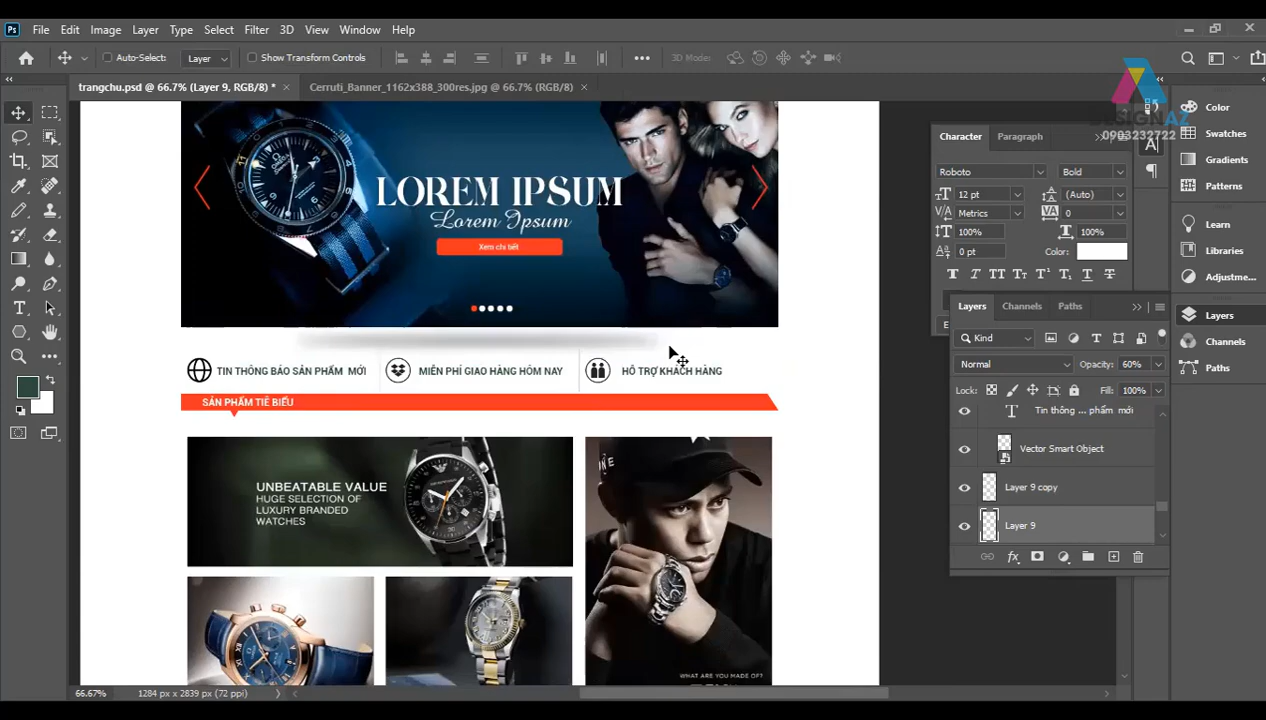 Ps File Edit Image Layer Type Select Filter 3D View Window Help
Auto-Select: Layer Show Transform Controls 3D Mode:
trangchu.psd @ 66.7% (Layer 9, RGB/8) * × Cerruti_Banner_1162x388_300res.jpg @ 66.7% (RGB/8) ×
DESIGNAZ
0903232722
LOREM IPSUM
Lorem Ipsum
Xem chi tiết
TIN THÔNG BÁO SẢN PHẨM MỚI
MIỄN PHÍ GIAO HÀNG HÔM NAY
HỖ TRỢ KHÁCH HÀNG
SẢN PHẨM TIÊU BIỂU
UNBEATABLE VALUE
HUGE SELECTION OF
LUXURY BRANDED
WATCHES
WHAT ARE YOU MADE OF?
Character Paragraph
Roboto Bold
12 pt (Auto)
Metrics 0
100% 100%
0 pt Color:
Layers Channels Paths
Kind
Normal Opacity: 60%
Lock: Fill: 100%
Tin thông ... phẩm mới
Vector Smart Object
Layer 9 copy
Layer 9
Color
Swatches
Gradients
Patterns
Learn
Libraries
Adjustme...
Layers
Channels
Paths
66.67% 1284 px x 2839 px (72 ppi)